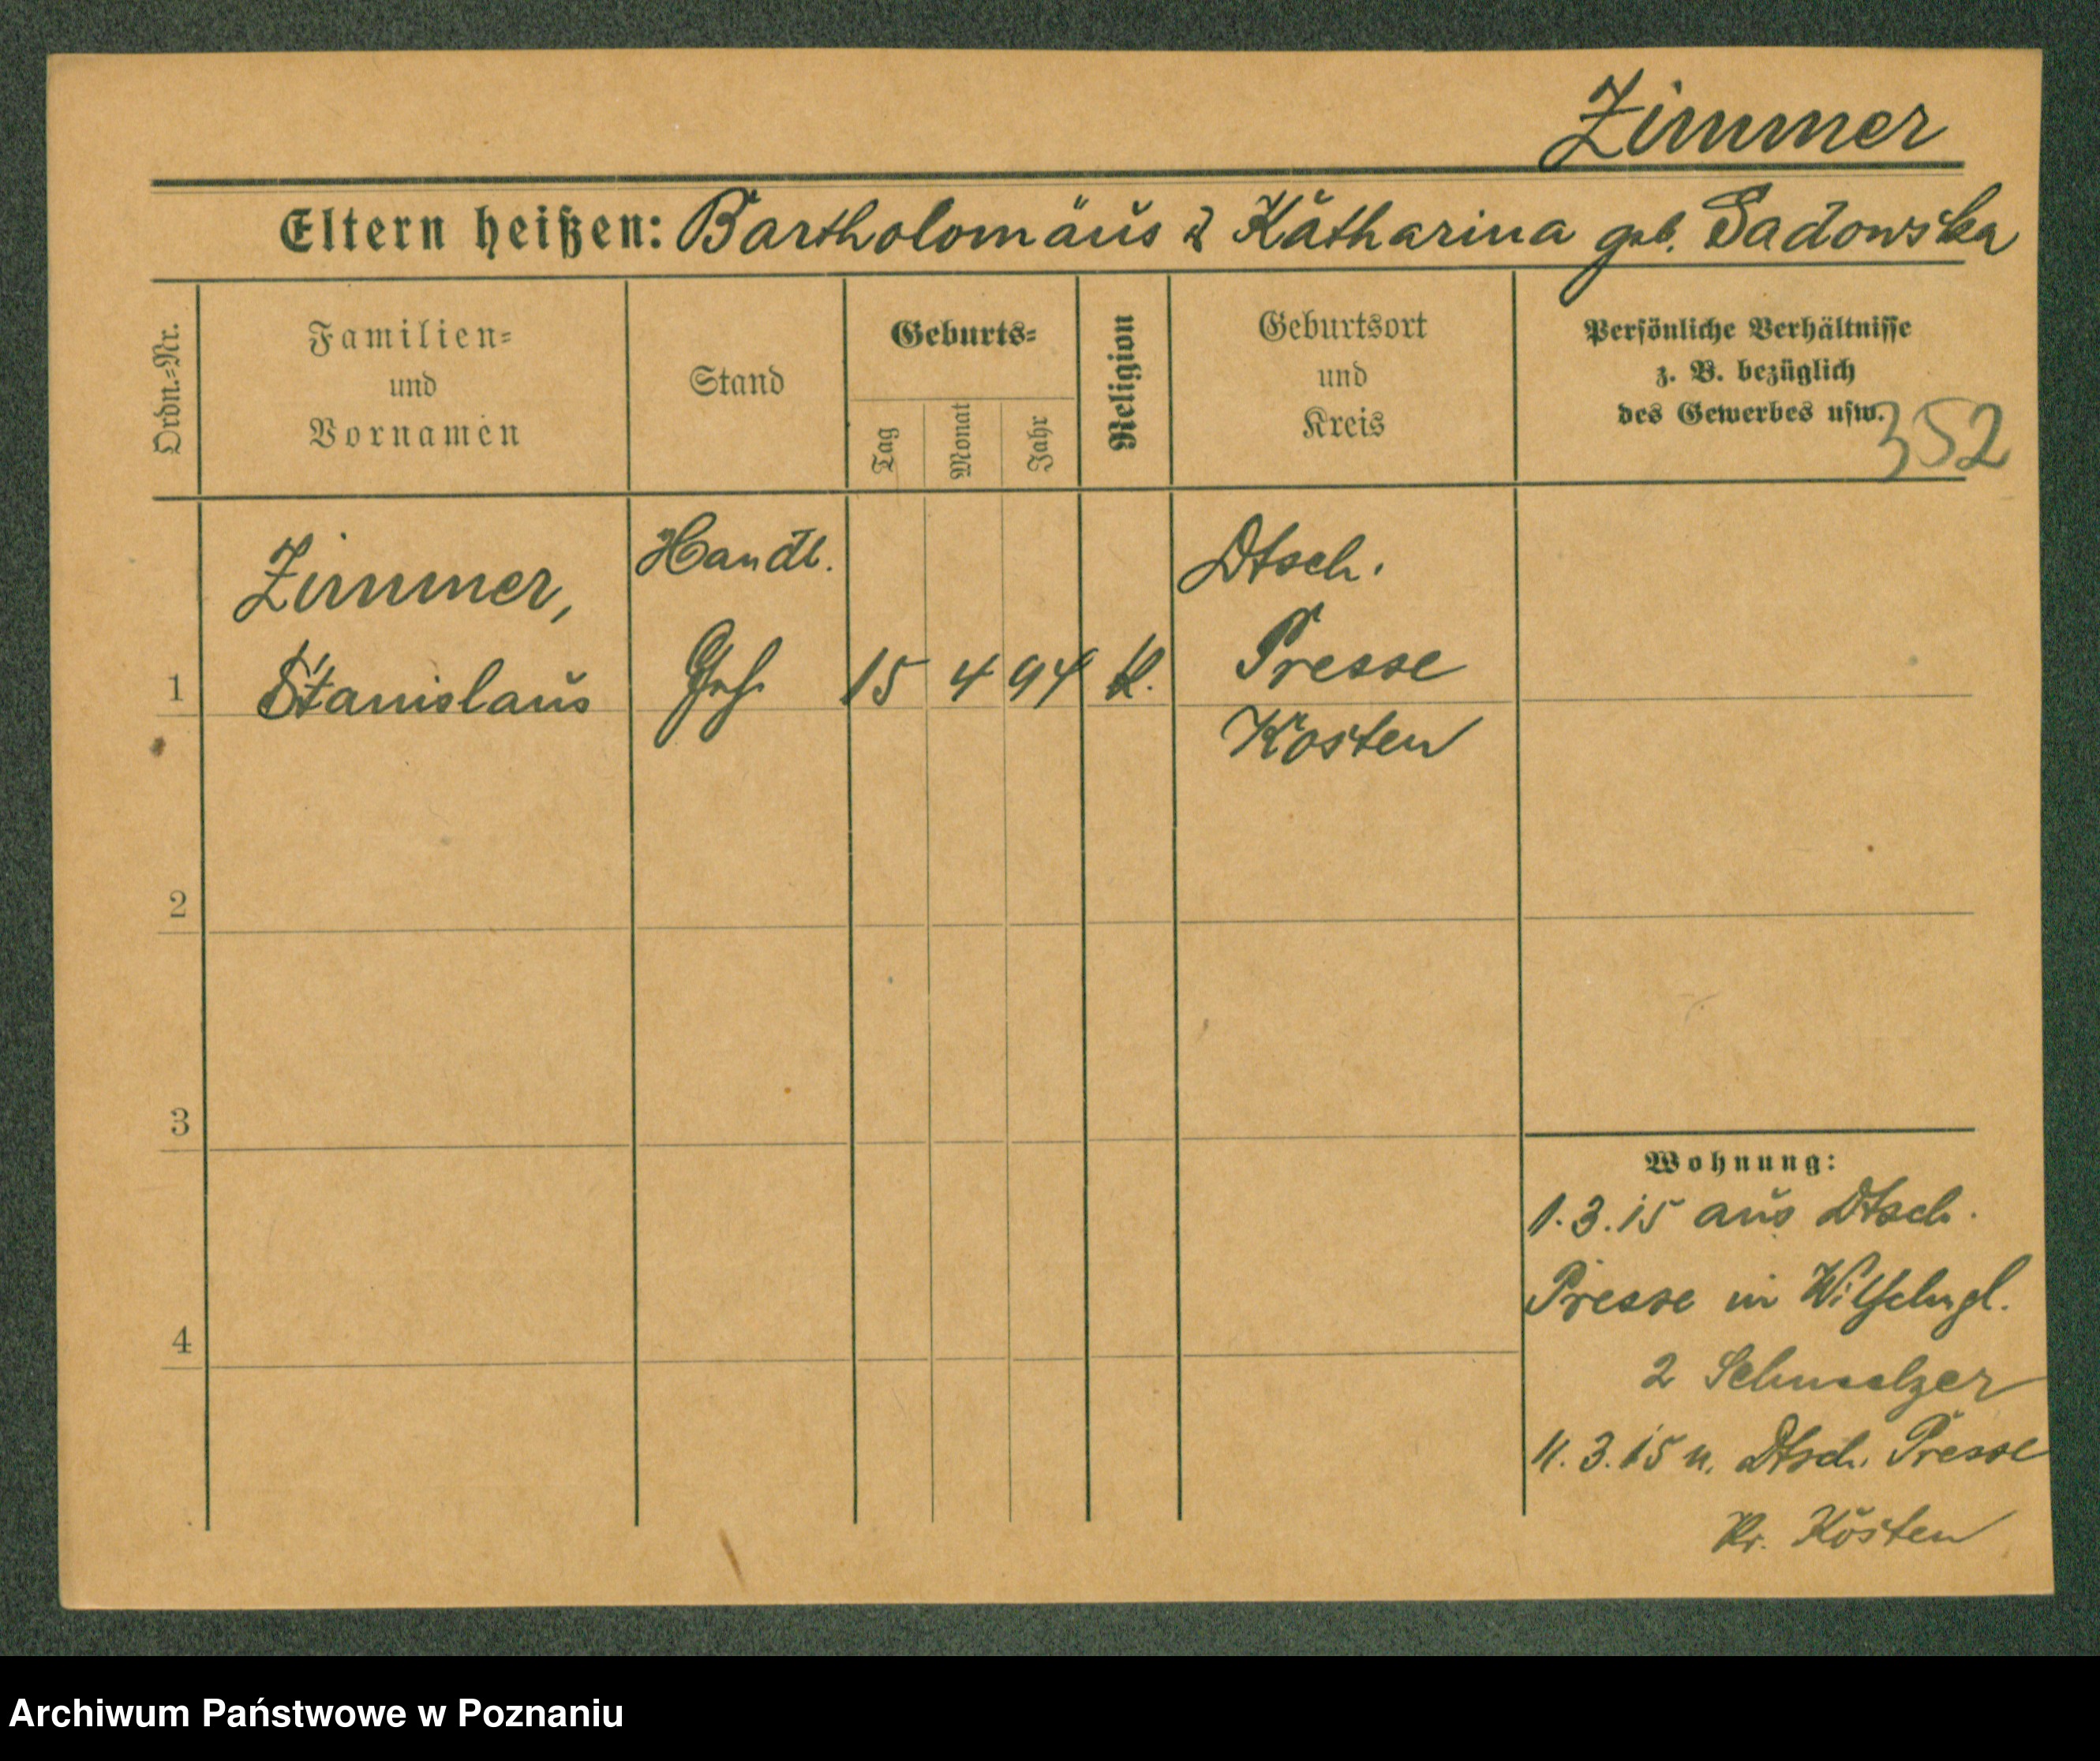 Zimmer
Eltern heißen: Bartholomäus & Katharina geb. Sadowska
Ordn.=Nr.
Familien=
und
Vornamen
Stand
Geburts=
Tag
Monat
Jahr
Religion
Geburtsort
und
Kreis
Persönliche Verhältnisse
z. B. bezüglich
des Gewerbes usw.
352
1
Zimmer,
Stanislaus
Handl.
Geh.
15 4 94 k.
Dtsch.
Presse
Kosten
2
3
4
Wohnung:
1.3.15 aus Dtsch.
Presse in
2 Schmelzer
11.3.15 n. Dtsch. Presse
Kr. Kosten
Archiwum Państwowe w Poznaniu